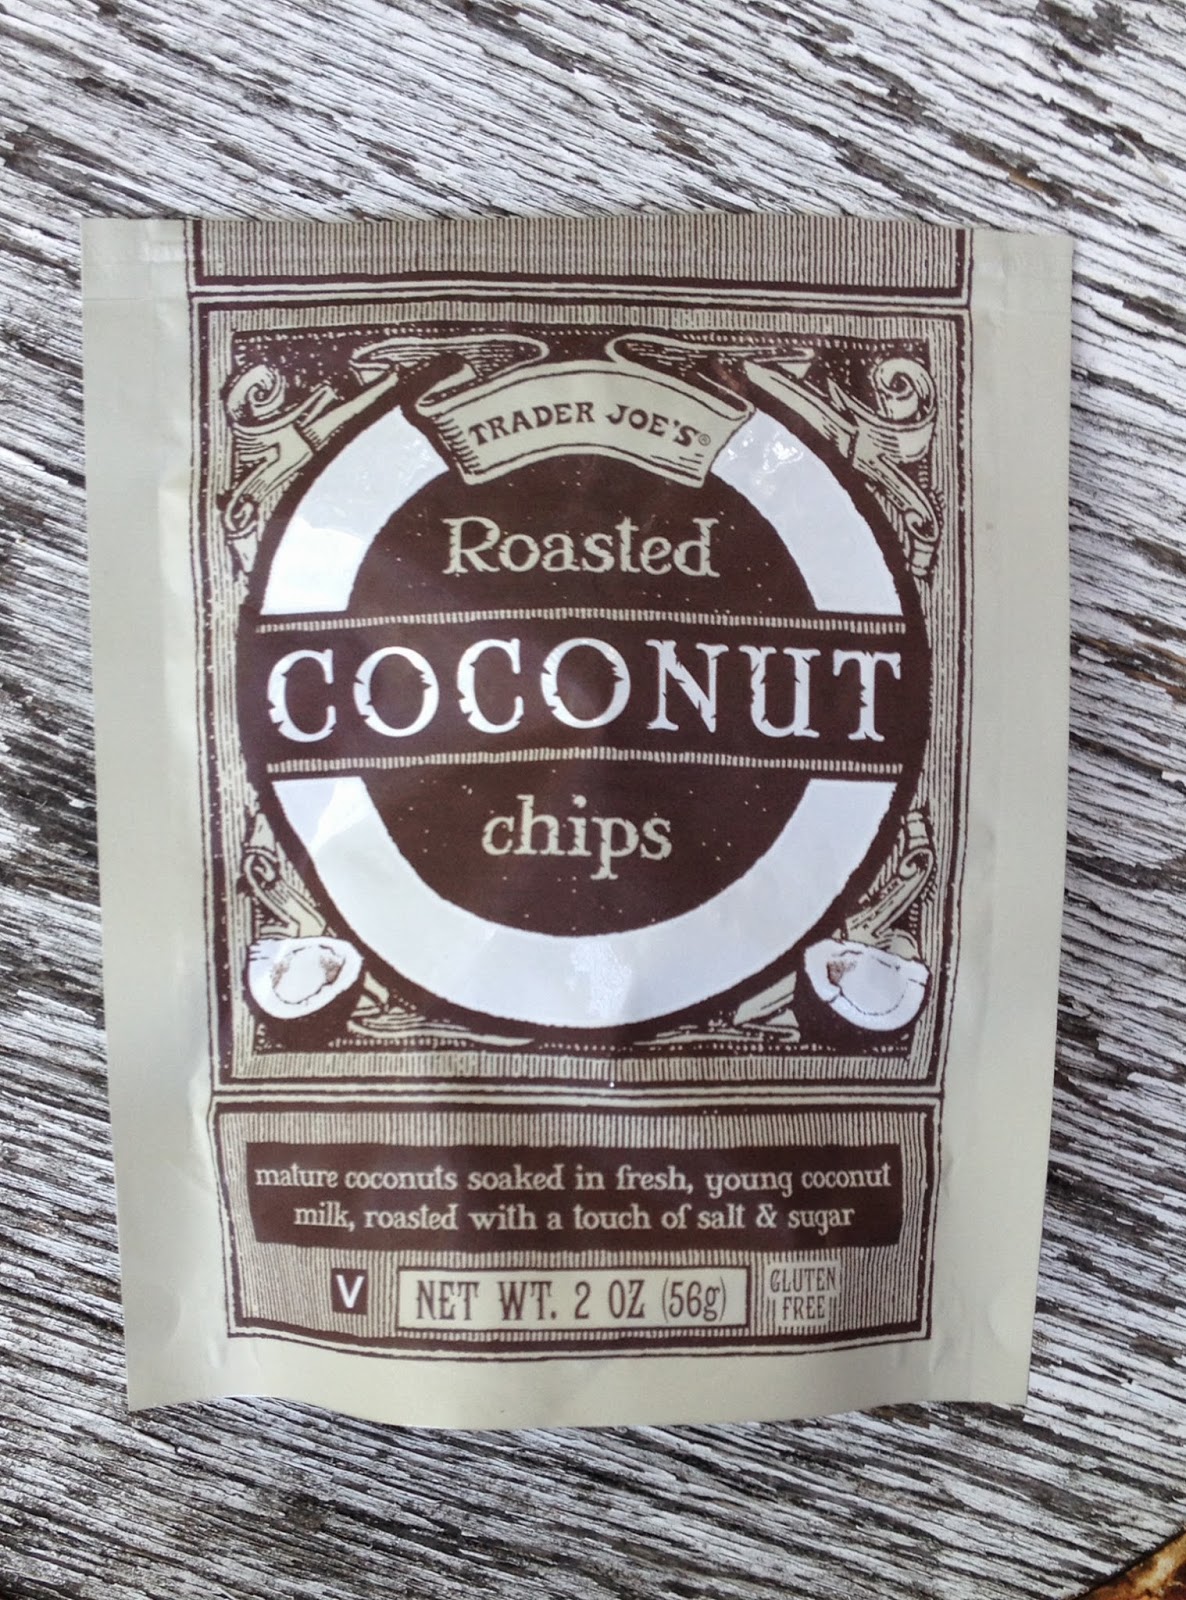 TRADER JOE'S®
Roasted
COCONUT
chips
mature coconuts soaked in fresh, young coconut
milk, roasted with a touch of salt & sugar
V
NET WT. 2 OZ (56g)
GLUTEN
FREE